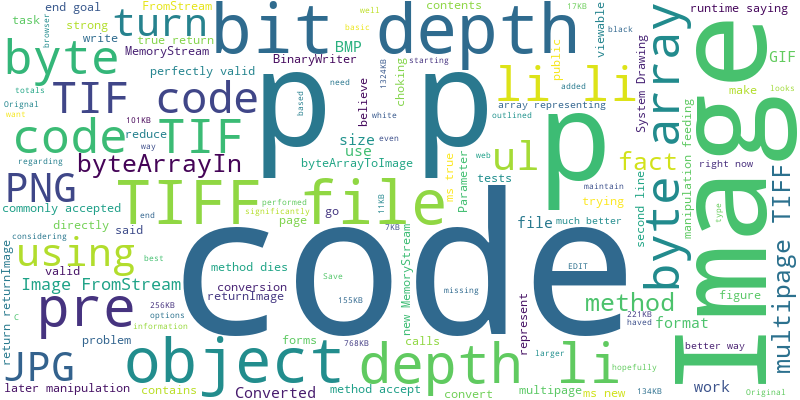 end goal
FromStream
task
strong
turn
bit depth
contents
well
17KB
runtime saying
browser
write
true return
MemoryStream
BMP
basic
viewable
black
byte
perfectly valid
BinaryWriter
choking
starting
public
GIF
totals
Orignal
want
TIF code
believe
1324KB
need
based
white
added
li li
System Drawing
make
looks
101KB
reduce
way
size
use
array representing
even
outlined
code TIF
p p
p
byte array
Image
regarding
byteArrayIn
byteArrayToImage
ms true
Parameter
web
ul
fact
right now
PNG
tests
maintain
trying
manipulation feeding
type
commonly accepted
TIFF file
11KB
performed
significantly
directly
end
page
go
7KB
file
much better
second line
multipage TIFF
considering
said
using
valid
code
method dies
EDIT
return returnImage
Image FromStream
best
conversion
returnImage
Save
missing
method
figure
pre
256KB
options
information
155KB
new MemoryStream
represent
221KB
haved
format
C
problem
object
forms
768KB
calls
larger
hopefully
better way
JPG
depth li
later manipulation
contains
Converted
method accept
convert
multipage
ms new
134KB
work
Original